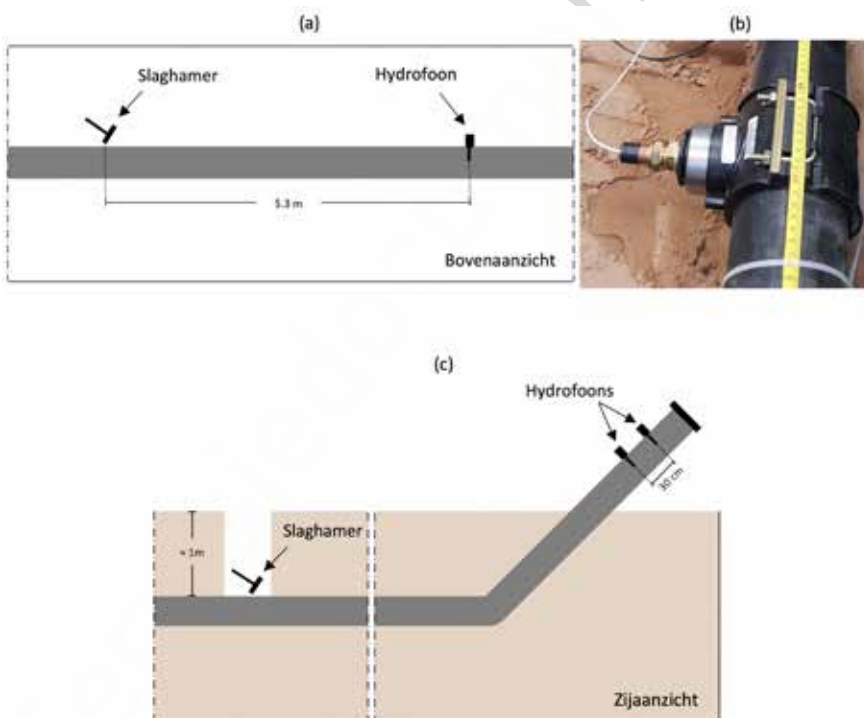 (a)
Slaghamer
Hydrofoon
5.3 m
Bovenaanzicht
(b)
(c)
Hydrofoons
30 cm
Slaghamer
≈ 1m
Zijaanzicht